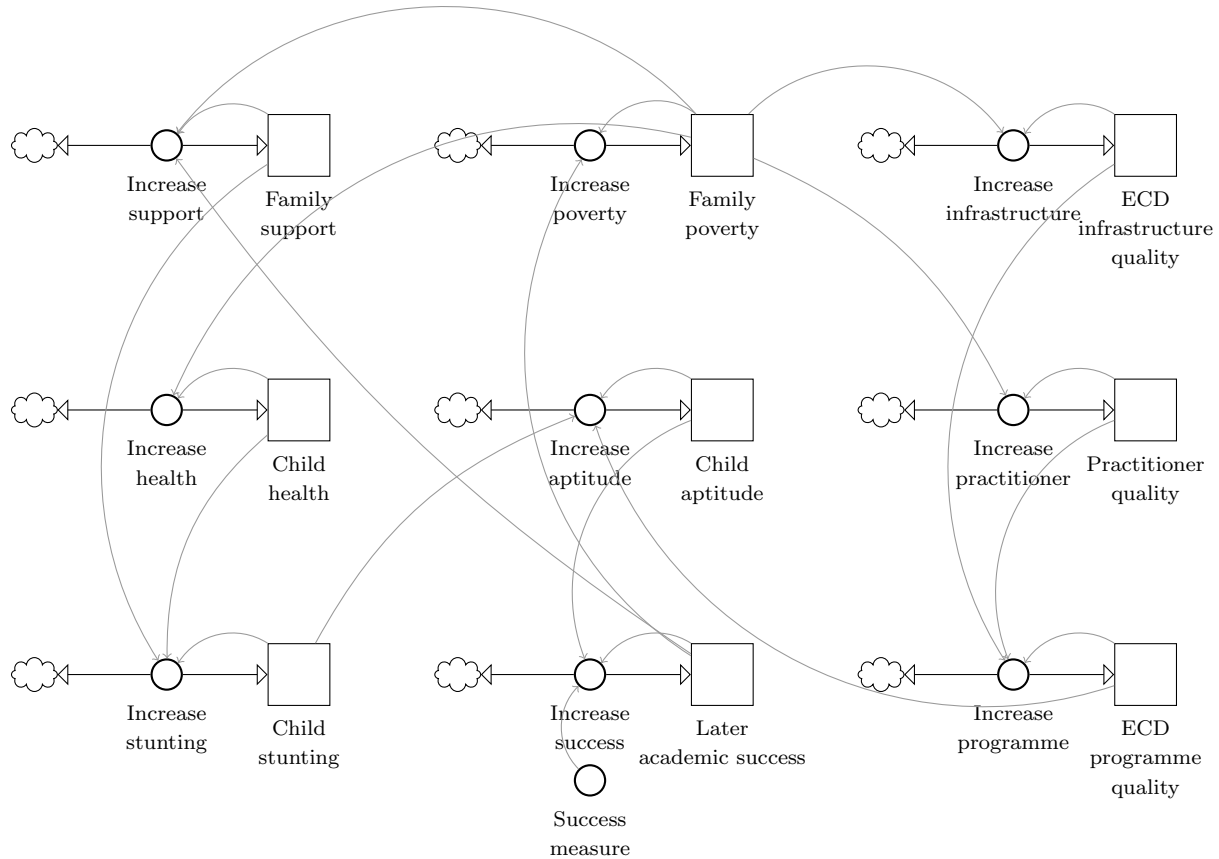 Increase
support
Family
support
Increase
poverty
Family
poverty
Increase
infrastructure
ECD
infrastructure
quality
Increase
health
Child
health
Increase
aptitude
Child
aptitude
Increase
practitioner
Practitioner
quality
Increase
stunting
Child
stunting
Increase
success
Later
academic success
Increase
programme
ECD
programme
quality
Success
measure